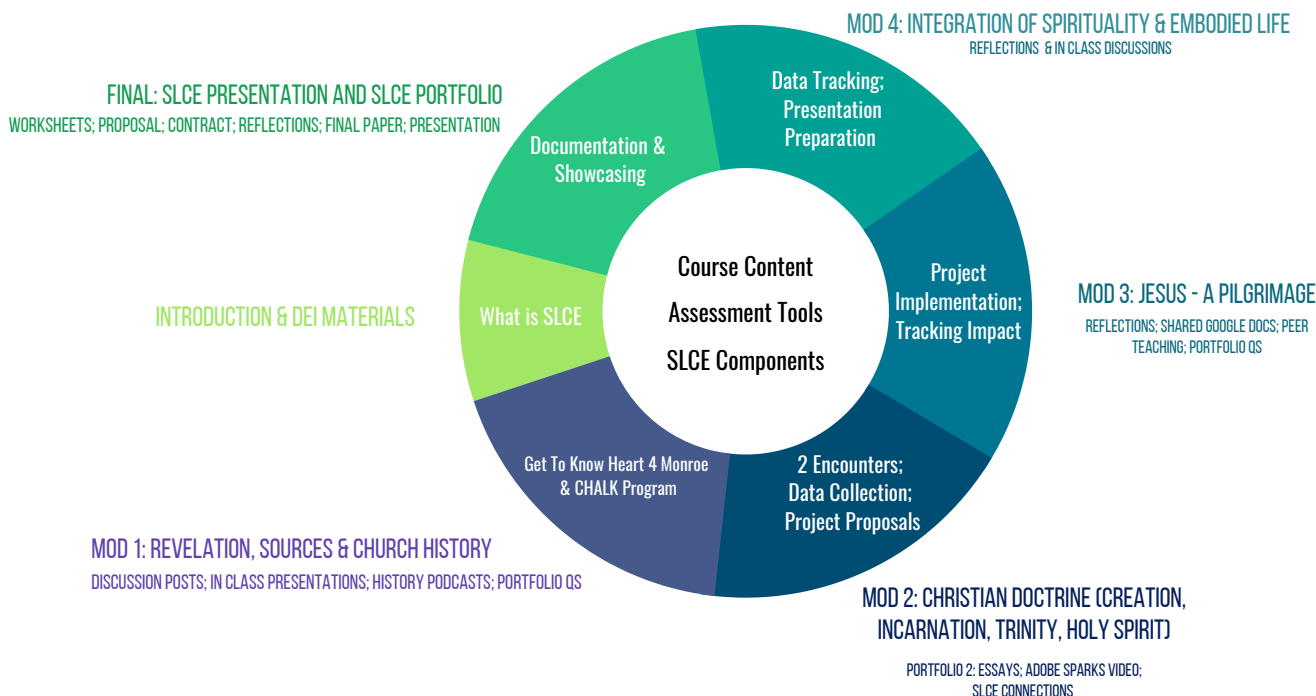 MOD 4: INTEGRATION OF SPIRITUALITY & EMBODIED LIFE
REFLECTIONS & IN CLASS DISCUSSIONS
Data Tracking;
Presentation
Preparation
FINAL: SLCE PRESENTATION AND SLCE PORTFOLIO
WORKSHEETS; PROPOSAL; CONTRACT; REFLECTIONS; FINAL PAPER; PRESENTATION
Documentation &
Showcasing
Course Content
Assessment Tools
SLCE Components
Project
Implementation;
Tracking Impact
MOD 3: JESUS - A PILGRIMAGE
REFLECTIONS; SHARED GOOGLE DOCS; PEER
TEACHING; PORTFOLIO QS
INTRODUCTION & DEI MATERIALS
What is SLCE
Get To Know Heart 4 Monroe
& CHALK Program
2 Encounters;
Data Collection;
Project Proposals
MOD 1: REVELATION, SOURCES & CHURCH HISTORY
DISCUSSION POSTS; IN CLASS PRESENTATIONS; HISTORY PODCASTS; PORTFOLIO QS
MOD 2: CHRISTIAN DOCTRINE (CREATION,
INCARNATION, TRINITY, HOLY SPIRIT)
PORTFOLIO 2: ESSAYS; ADOBE SPARKS VIDEO;
SLCE CONNECTIONS